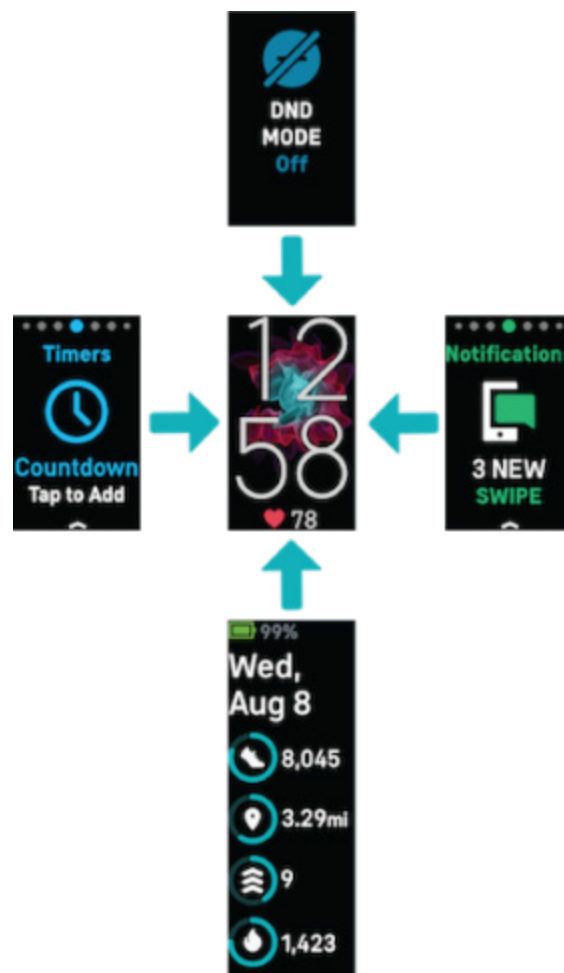 DND
MODE
Off
Timers
Countdown
Tap to Add
12
58
78
Notification
3 NEW
SWIPE
99%
Wed,
Aug 8
8,045
3.29mi
9
1,423